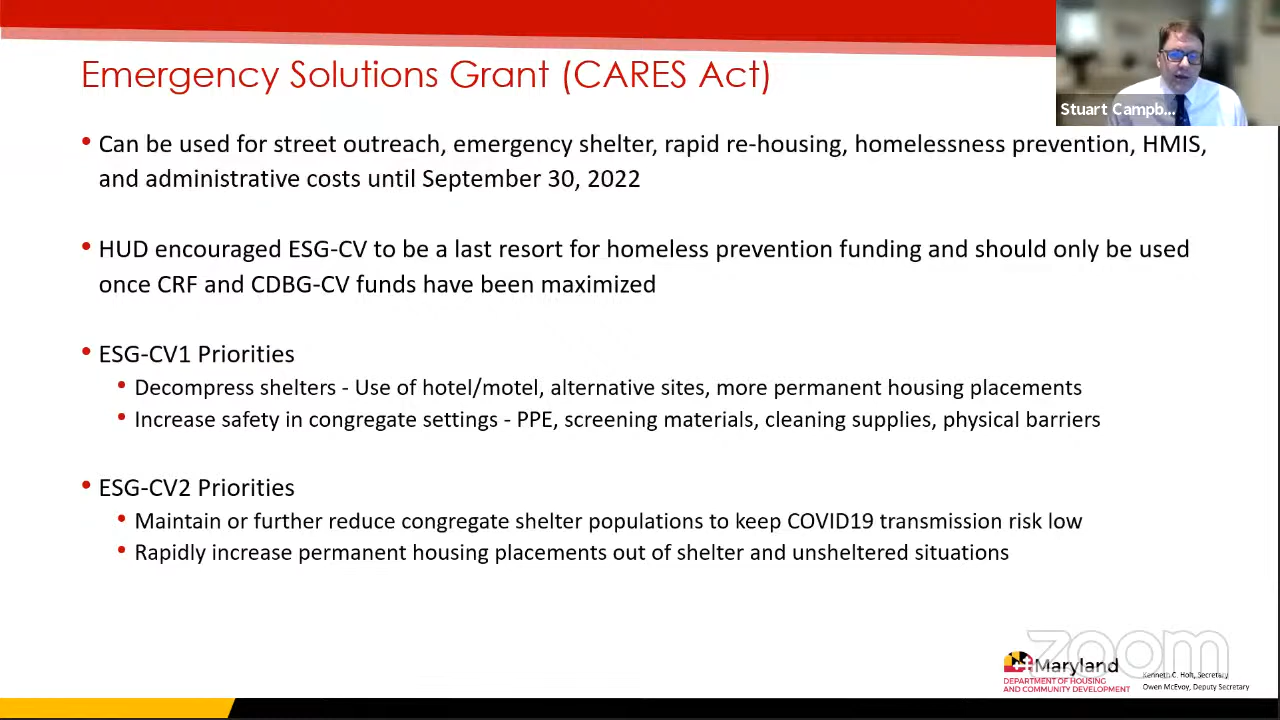 Emergency Solutions Grant (CARES Act)
Stuart Campb...
• Can be used for street outreach, emergency shelter, rapid re-housing, homelessness prevention, HMIS,
and administrative costs until September 30, 2022
• HUD encouraged ESG-CV to be a last resort for homeless prevention funding and should only be used
once CRF and CDBG-CV funds have been maximized
• ESG-CV1 Priorities
• Decompress shelters - Use of hotel/motel, alternative sites, more permanent housing placements
• Increase safety in congregate settings - PPE, screening materials, cleaning supplies, physical barriers
• ESG-CV2 Priorities
• Maintain or further reduce congregate shelter populations to keep COVID19 transmission risk low
• Rapidly increase permanent housing placements out of shelter and unsheltered situations
zoom
Maryland
DEPARTMENT OF HOUSING
AND COMMUNITY DEVELOPMENT
Kenneth C. Holt, Secretary
Owen McEvoy, Deputy Secretary